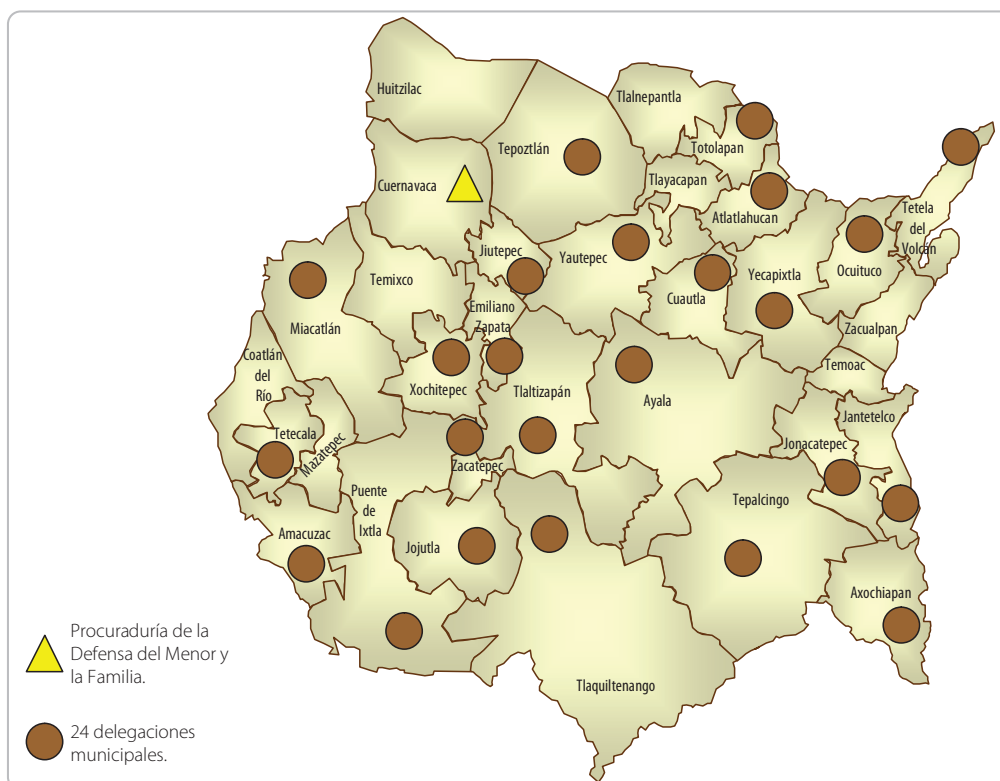 Huitzilac
Tlalnepantla
Tepoztlán
Totolapan
Tlayacapan
Cuernavaca
Atlatlahucan
Tetela
del
Volcán
Jiutepec
Yautepec
Ocuituco
Temixco
Cuautla
Yecapixtla
Emiliano
Zapata
Miacatlán
Zacualpan
Coatlán
del
Río
Xochitepec
Tlaltizapán
Temoac
Ayala
Jantetelco
Tetecala
Mazatepec
Jonacatepec
Zacatepec
Puente
de
Ixtla
Tepalcingo
Amacuzac
Jojutla
Axochiapan
Tlaquiltenango
Procuraduría de la
Defensa del Menor y
la Familia.
24 delegaciones
municipales.